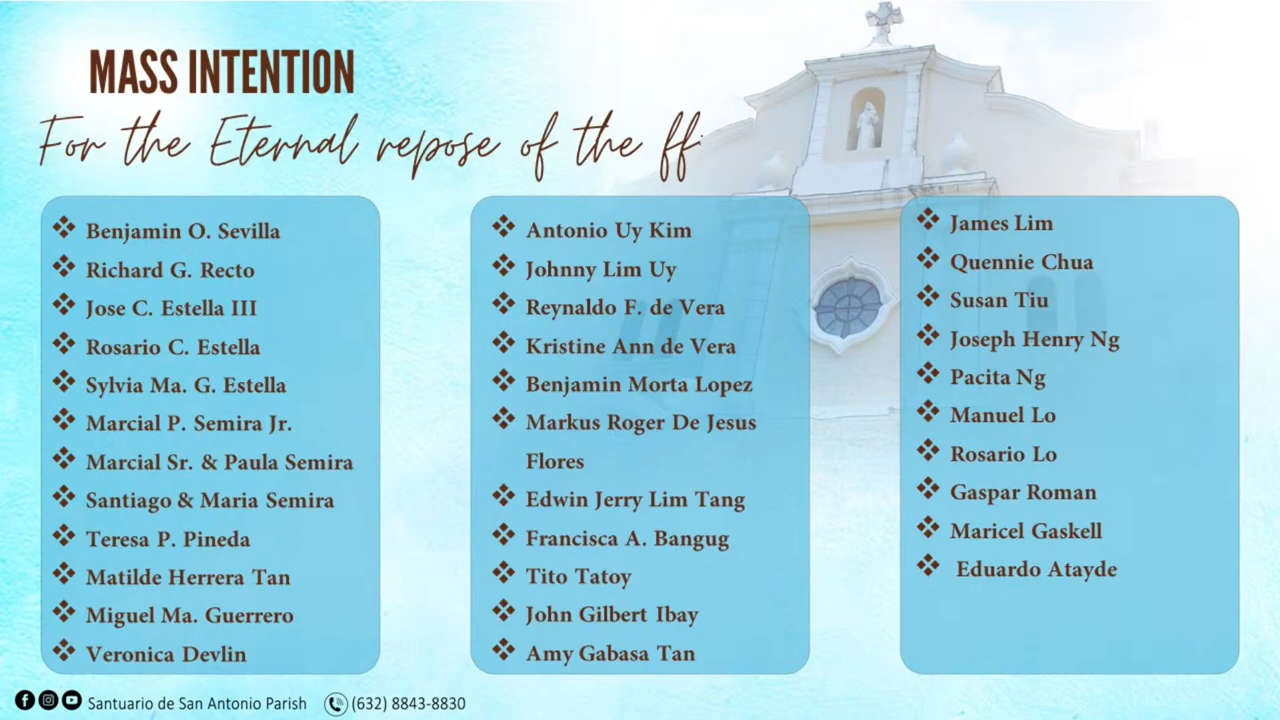 MASS INTENTION
For the Eternal repose of the ff:
Benjamin O. Sevilla
Richard G. Recto
Jose C. Estella III
Rosario C. Estella
Sylvia Ma. G. Estella
Marcial P. Semira Jr.
Marcial Sr. & Paula Semira
Santiago & Maria Semira
Teresa P. Pineda
Matilde Herrera Tan
Miguel Ma. Guerrero
Veronica Devlin
Antonio Uy Kim
Johnny Lim Uy
Reynaldo F. de Vera
Kristine Ann de Vera
Benjamin Morta Lopez
Markus Roger De Jesus
Flores
Edwin Jerry Lim Tang
Francisca A. Bangug
Tito Tatoy
John Gilbert Ibay
Amy Gabasa Tan
James Lim
Quennie Chua
Susan Tiu
Joseph Henry Ng
Pacita Ng
Manuel Lo
Rosario Lo
Gaspar Roman
Maricel Gaskell
Eduardo Atayde
Santuario de San Antonio Parish (632) 8843-8830